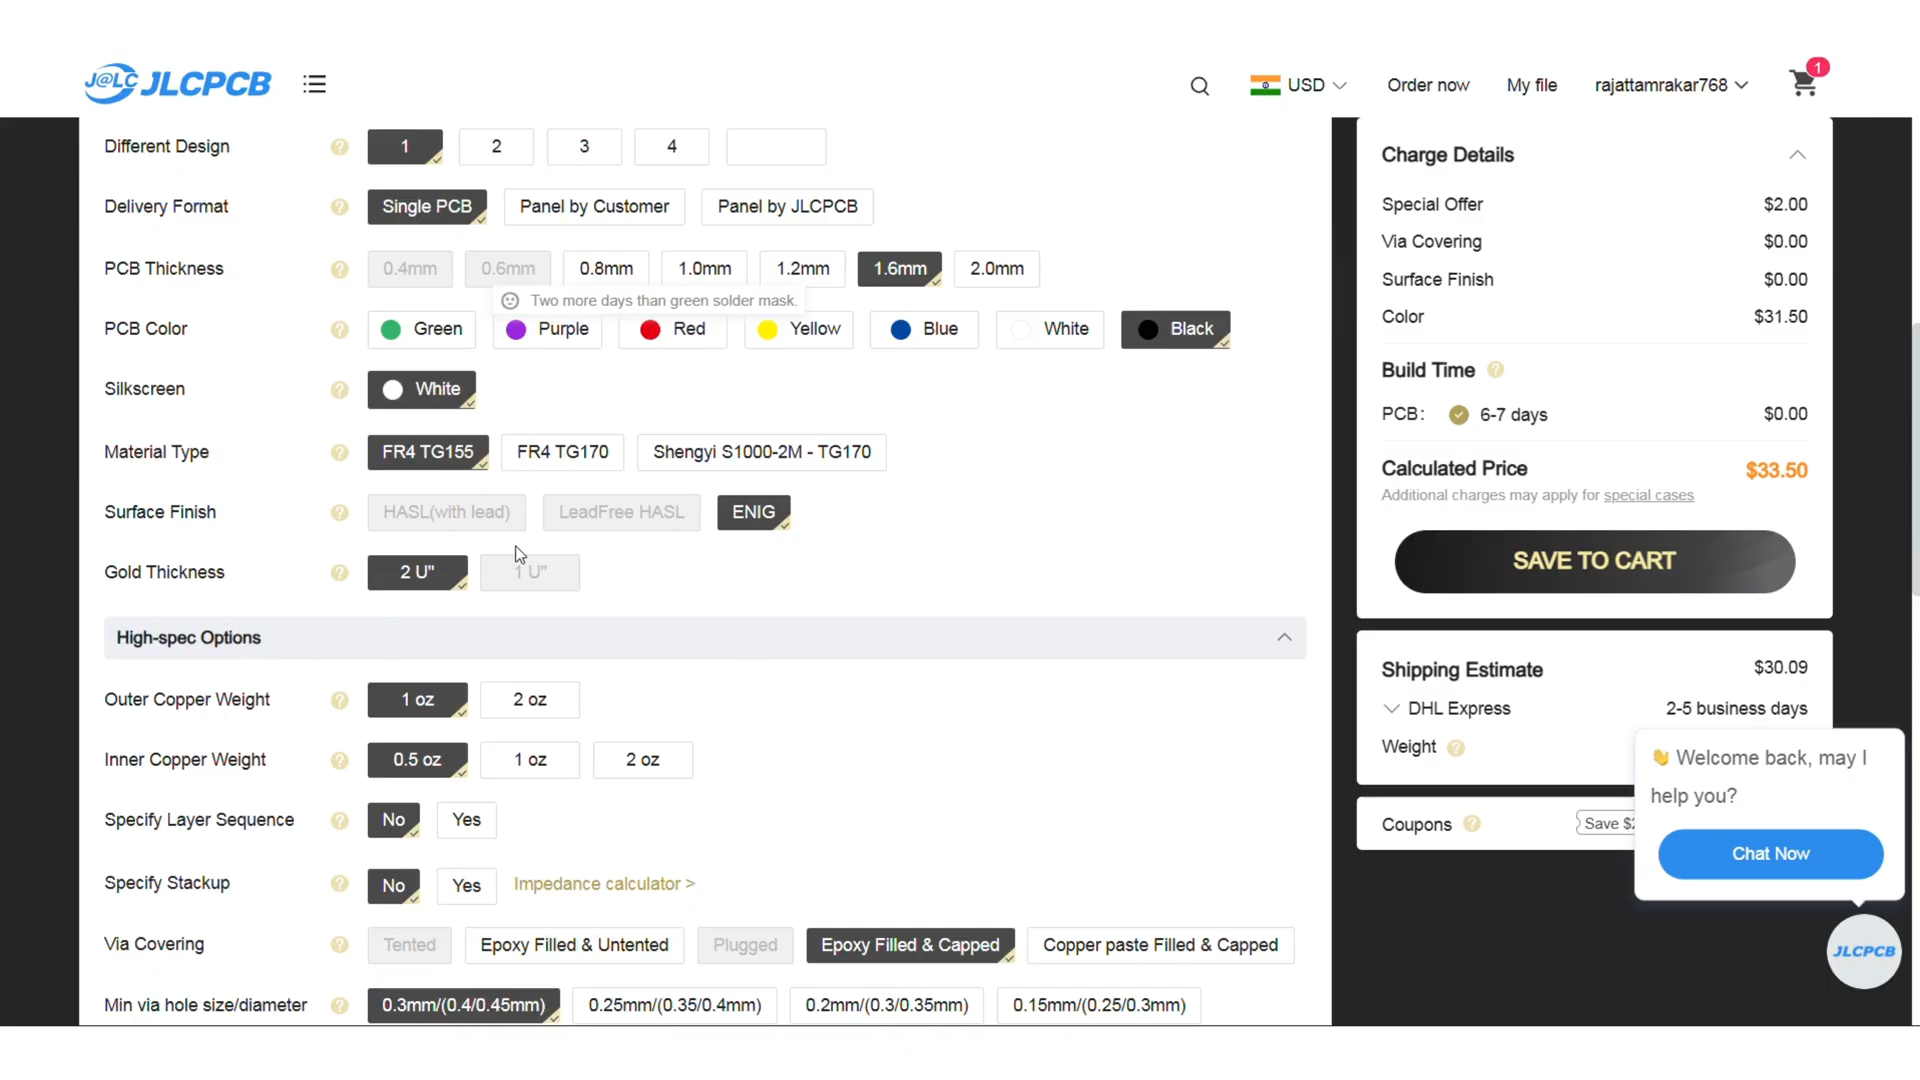 J@LC JLCPCB
USD
Order now
My file
rajattamrakar768
1
Different Design ? 1 2 3 4
Delivery Format ? Single PCB Panel by Customer Panel by JLCPCB
PCB Thickness ? 0.4mm 0.6mm 0.8mm 1.0mm 1.2mm 1.6mm 2.0mm
Two more days than green solder mask.
PCB Color ? Green Purple Red Yellow Blue White Black
Silkscreen ? White
Material Type ? FR4 TG155 FR4 TG170 Shengyi S1000-2M - TG170
Surface Finish ? HASL(with lead) LeadFree HASL ENIG
Gold Thickness ? 2 U" 1 U"
High-spec Options
Outer Copper Weight ? 1 oz 2 oz
Inner Copper Weight ? 0.5 oz 1 oz 2 oz
Specify Layer Sequence ? No Yes
Specify Stackup ? No Yes Impedance calculator >
Via Covering ? Tented Epoxy Filled & Untented Plugged Epoxy Filled & Capped Copper paste Filled & Capped
Min via hole size/diameter ? 0.3mm/(0.4/0.45mm) 0.25mm/(0.35/0.4mm) 0.2mm/(0.3/0.35mm) 0.15mm/(0.25/0.3mm)
Charge Details
Special Offer $2.00
Via Covering $0.00
Surface Finish $0.00
Color $31.50
Build Time ?
PCB: 6-7 days $0.00
Calculated Price $33.50
Additional charges may apply for special cases
SAVE TO CART
Shipping Estimate $30.09
DHL Express 2-5 business days
Weight ?
Coupons ? Save
👋 Welcome back, may I
help you?
Chat Now
JLCPCB